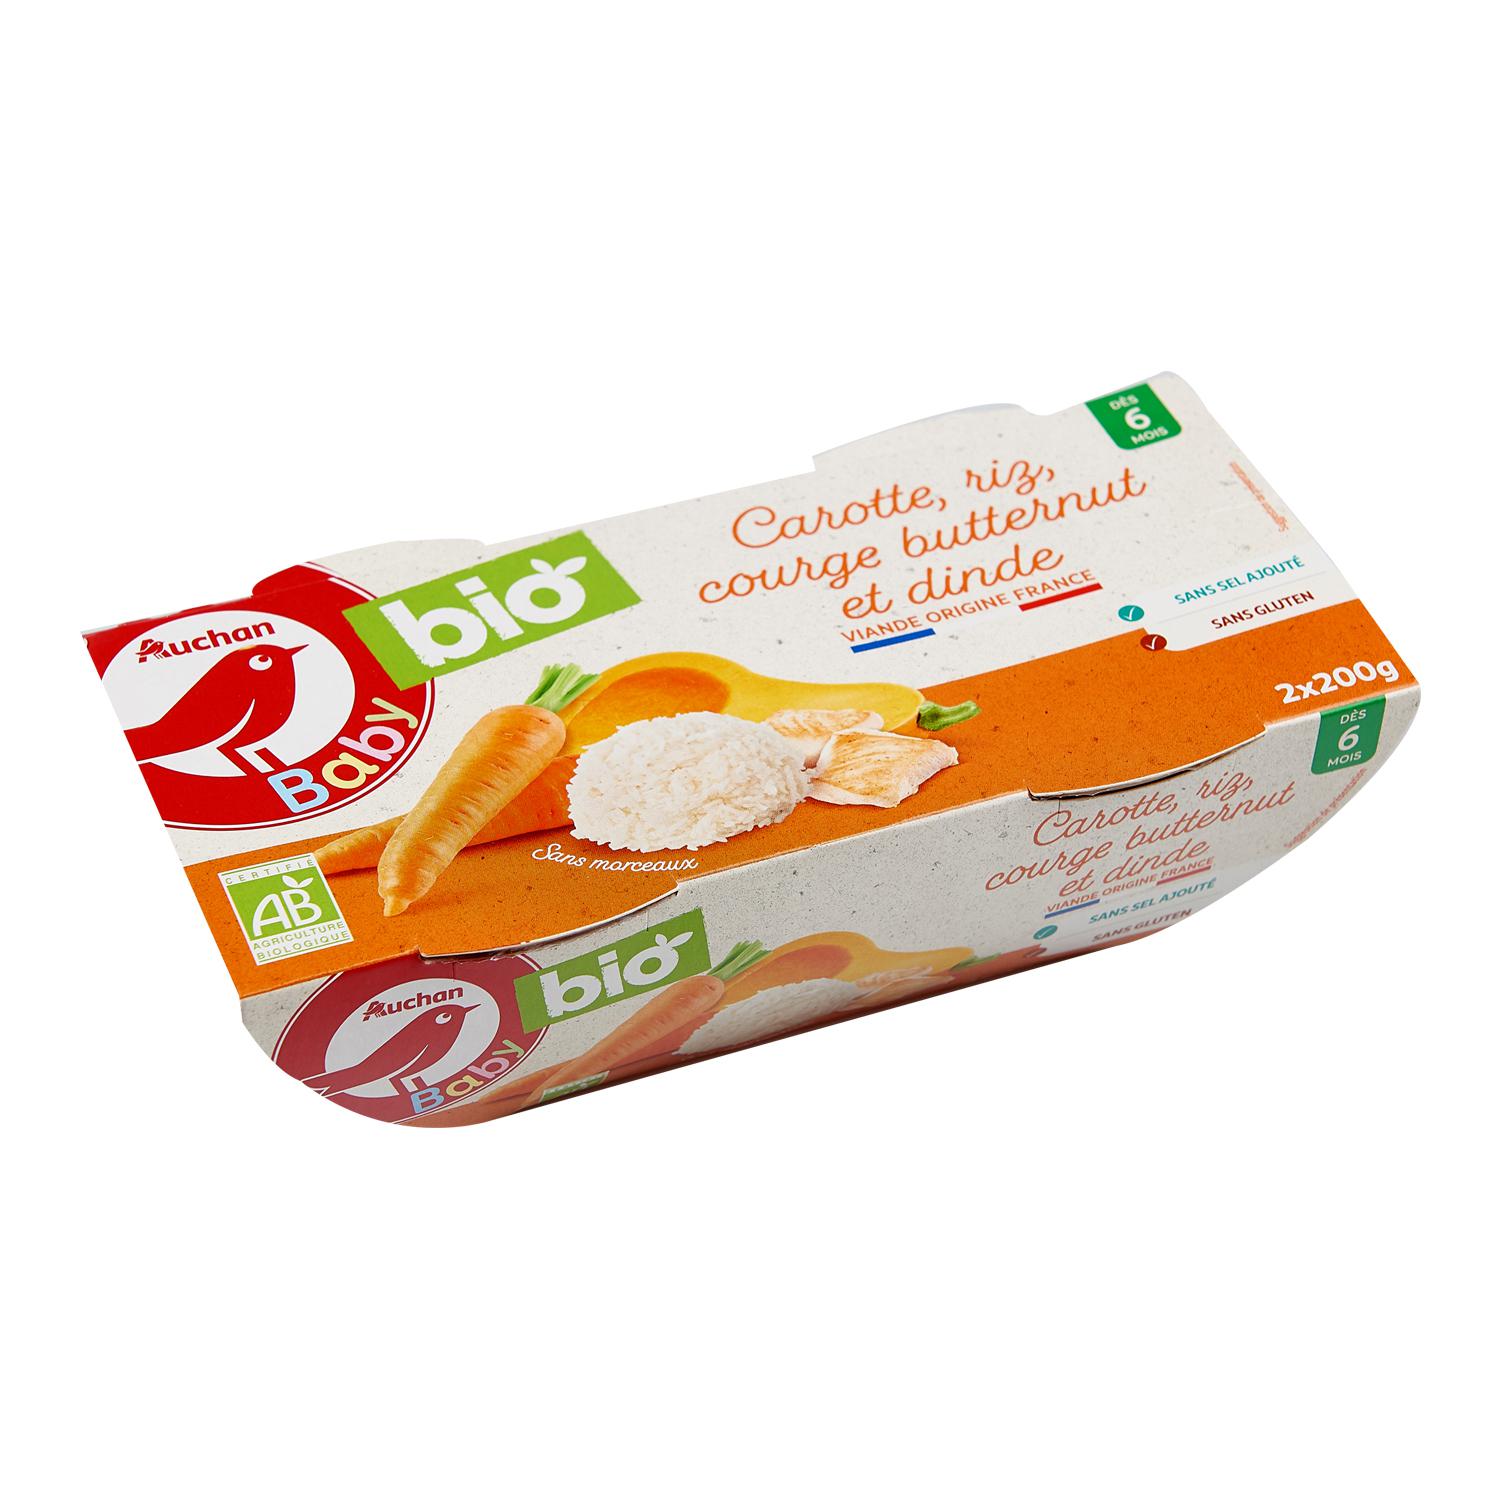 DÈS
6
MOIS
Carotte, riz,
courge butternut
et dinde
VIANDE ORIGINE FRANCE
SANS SEL AJOUTÉ
SANS GLUTEN
2x200g
bio
Auchan
Baby
Sans morceaux
CERTIFIÉ
AB
AGRICULTURE
BIOLOGIQUE
DÈS
6
MOIS
Carotte, riz,
courge butternut
et dinde
VIANDE ORIGINE FRANCE
SANS SEL AJOUTÉ
SANS GLUTEN
bio
Auchan
Baby